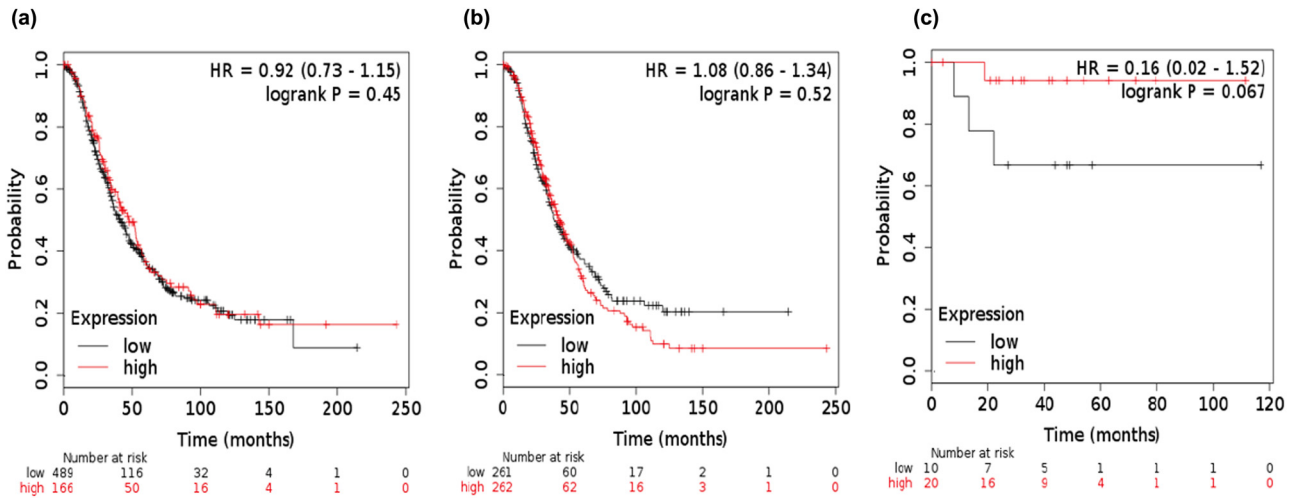 (a)
HR = 0.92 (0.73 - 1.15)
logrank P = 0.45
Probability
1.0
0.8
0.6
0.4
0.2
0.0
Expression
low
high
0 50 100 150 200 250
Time (months)
Number at risk
low 489 116 32 4 1 0
high 166 50 16 4 1 0
(b)
HR = 1.08 (0.86 - 1.34)
logrank P = 0.52
Probability
1.0
0.8
0.6
0.4
0.2
0.0
Expression
low
high
0 50 100 150 200 250
Time (months)
Number at risk
low 261 60 17 2 1 0
high 262 62 16 3 1 0
(c)
HR = 0.16 (0.02 - 1.52)
logrank P = 0.067
Probability
1.0
0.8
0.6
0.4
0.2
0.0
Expression
low
high
0 20 40 60 80 100 120
Time (months)
Number at risk
low 10 7 5 1 1 1 0
high 20 16 9 4 1 1 0